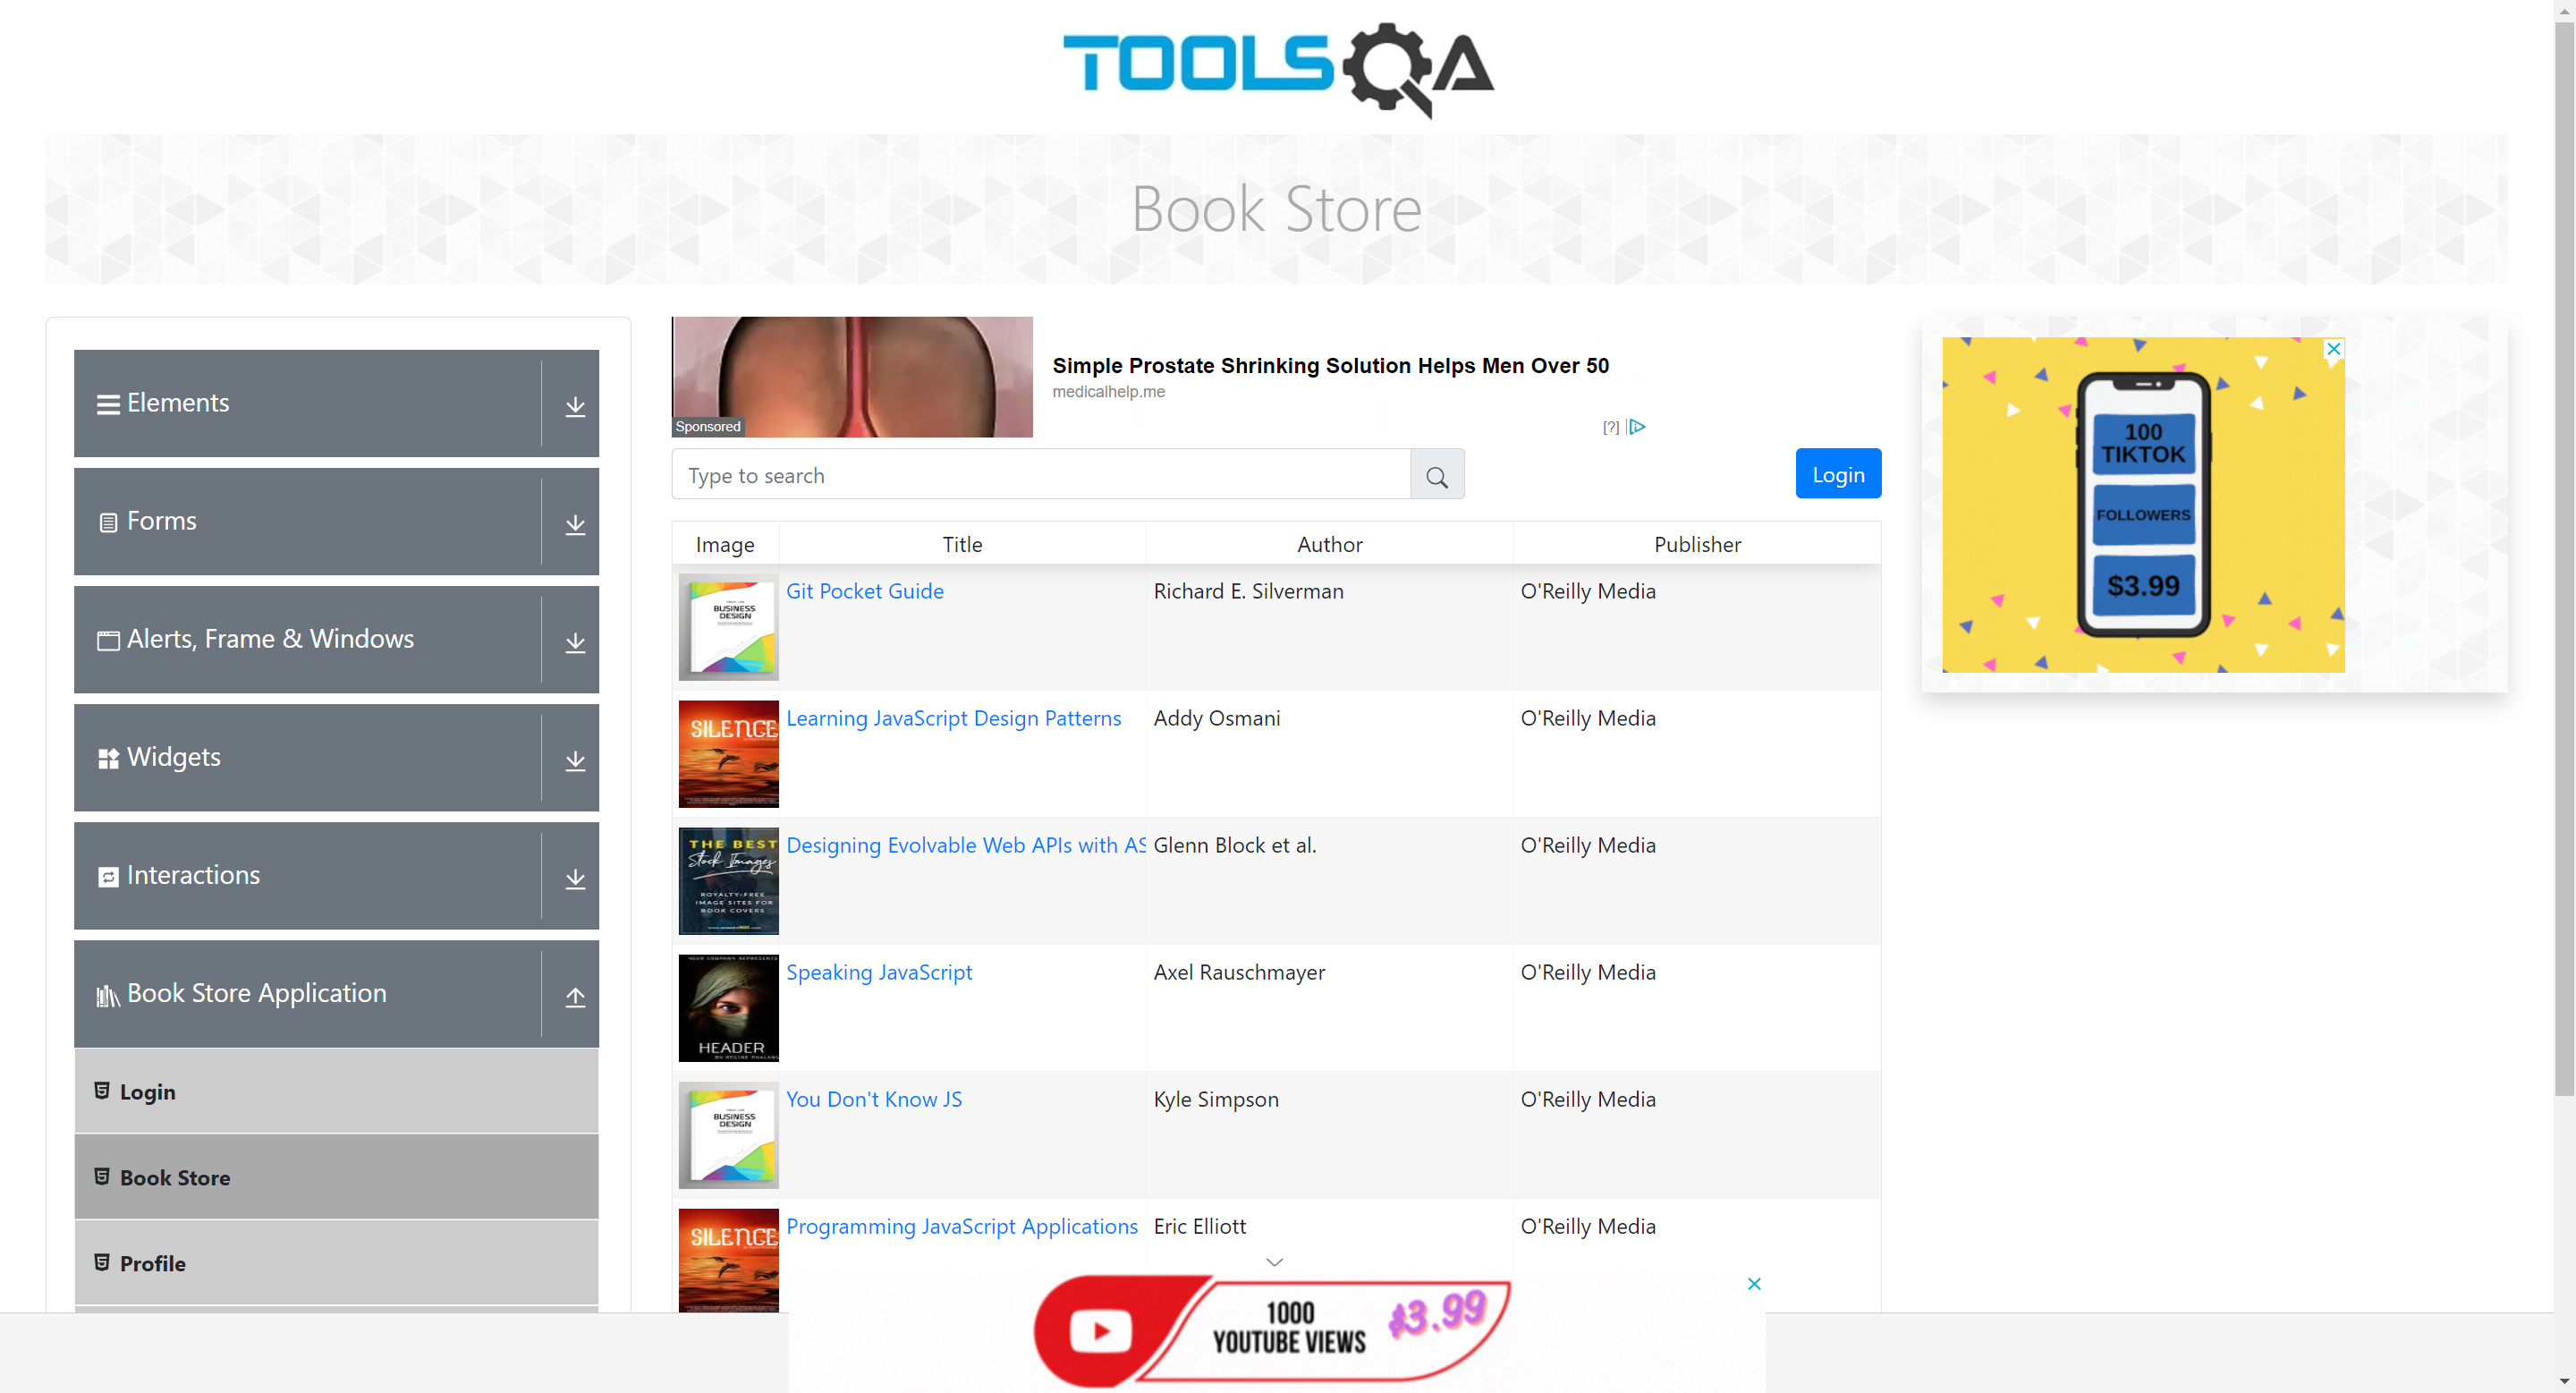 TOOLSQA
Book Store
Elements
Forms
Alerts, Frame & Windows
Widgets
Interactions
Book Store Application
Login
Book Store
Profile
Sponsored
Simple Prostate Shrinking Solution Helps Men Over 50
medicalhelp.me
[?]
Type to search
Login
Image Title Author Publisher
BUSINESS
DESIGN
Git Pocket Guide Richard E. Silverman O'Reilly Media
SILENCE
Learning JavaScript Design Patterns Addy Osmani O'Reilly Media
THE BEST
Stock Images
ROYALTY-FREE
IMAGE SITES FOR
BOOK COVERS
Designing Evolvable Web APIs with AS Glenn Block et al. O'Reilly Media
YOUR COMPANY REPRESENTS
HEADER
Speaking JavaScript Axel Rauschmayer O'Reilly Media
BUSINESS
DESIGN
You Don't Know JS Kyle Simpson O'Reilly Media
SILENCE
Programming JavaScript Applications Eric Elliott O'Reilly Media
100
TIKTOK
FOLLOWERS
$3.99
1000
YOUTUBE VIEWS
$3.99